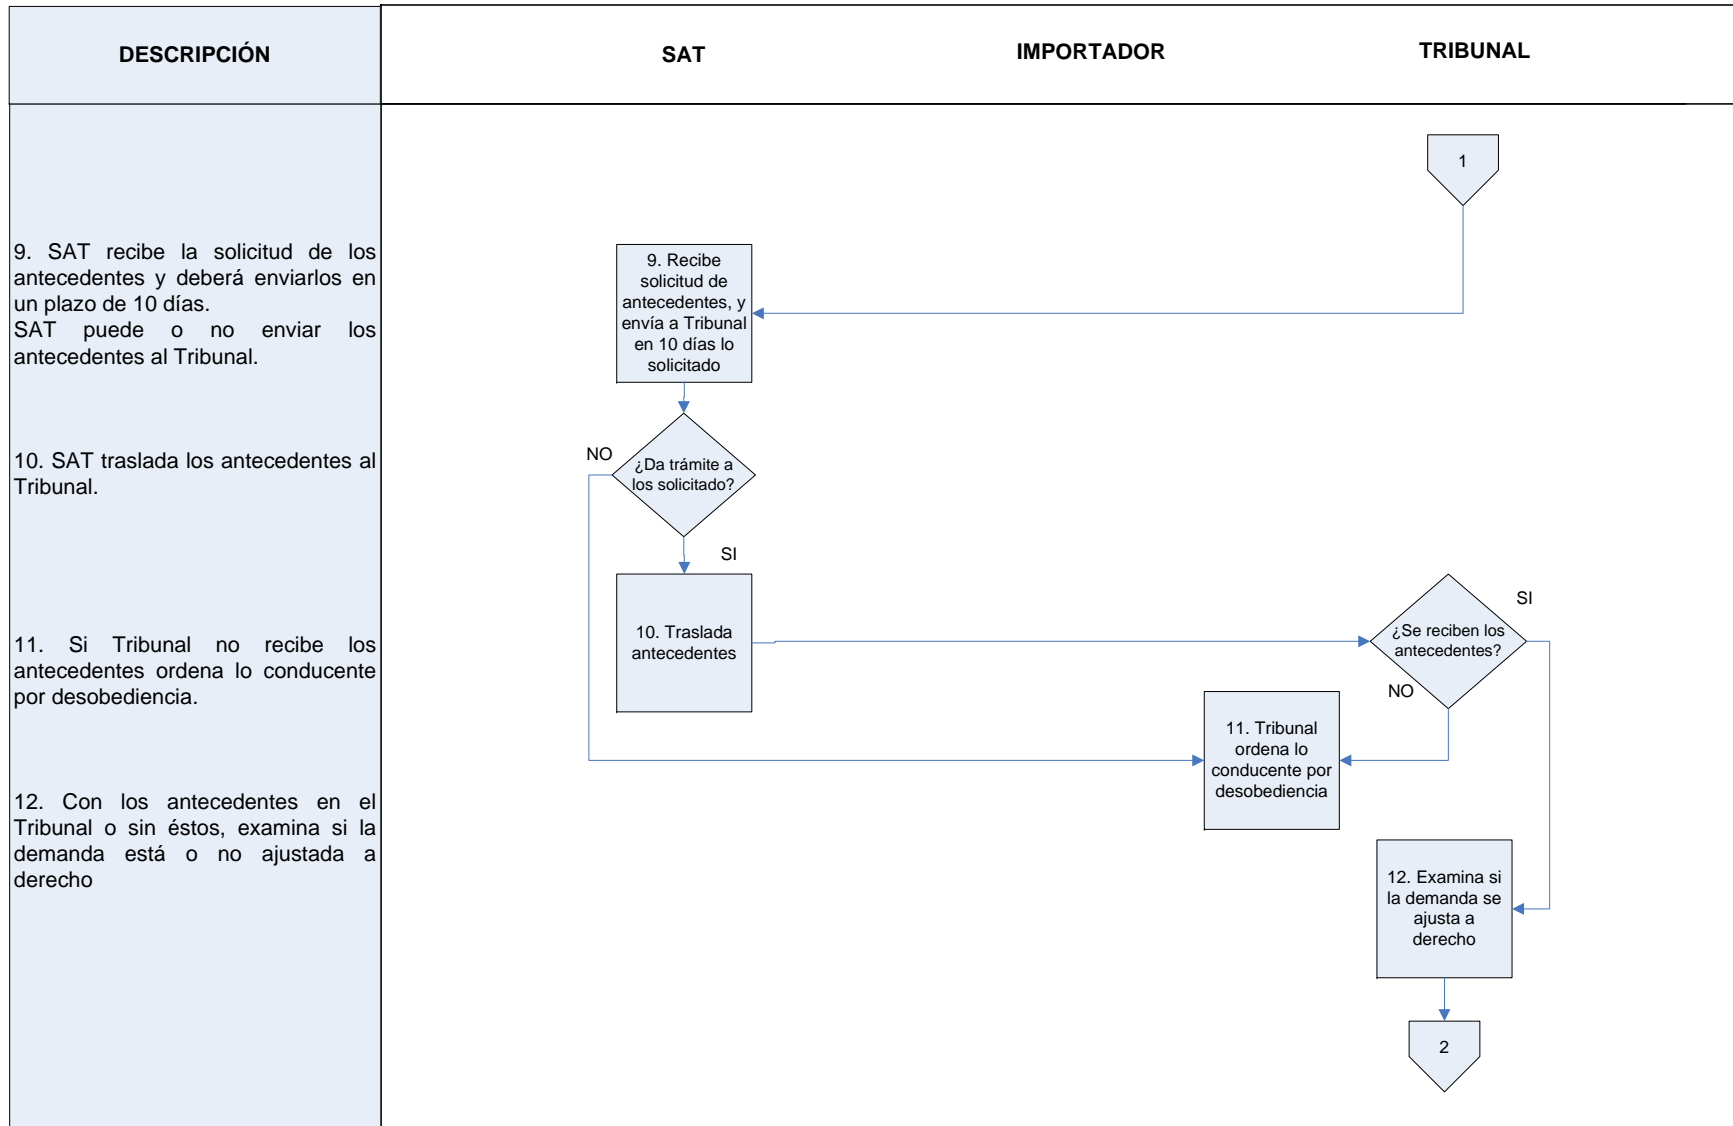 DESCRIPCIÓN
SAT
IMPORTADOR
TRIBUNAL
1
9. SAT recibe la solicitud de los
antecedentes y deberá enviarlos en
un plazo de 10 días.
SAT puede o no enviar los
antecedentes al Tribunal.
9. Recibe
solicitud de
antecedentes, y
envía a Tribunal
en 10 días lo
solicitado
10. SAT traslada los antecedentes al
Tribunal.
NO
¿Da trámite a
los solicitado?
SI
10. Traslada
antecedentes
¿Se reciben los
antecedentes?
SI
NO
11. Si Tribunal no recibe los
antecedentes ordena lo conducente
por desobediencia.
11. Tribunal
ordena lo
conducente por
desobediencia
12. Con los antecedentes en el
Tribunal o sin éstos, examina si la
demanda está o no ajustada a
derecho
12. Examina si
la demanda se
ajusta a
derecho
2